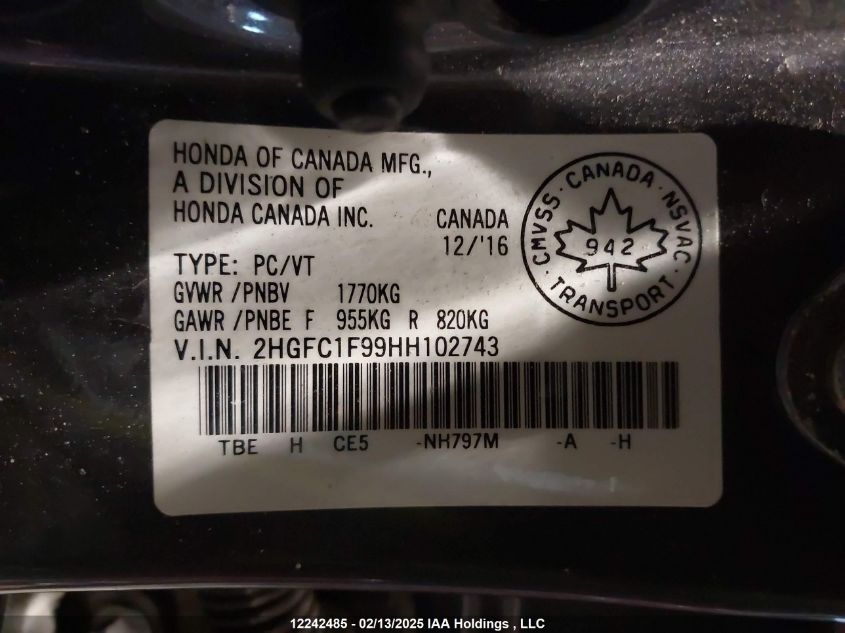 HONDA OF CANADA MFG.,
A DIVISION OF
HONDA CANADA INC. CANADA
12/'16
TYPE: PC/VT
GVWR /PNBV 1770KG
GAWR /PNBE F 955KG R 820KG
V.I.N. 2HGFC1F99HH102743
TBE H CE5 -NH797M -A -H
CMVSS · CANADA · NSVAC
942
· TRANSPORT ·
12242485 - 02/13/2025 IAA Holdings , LLC